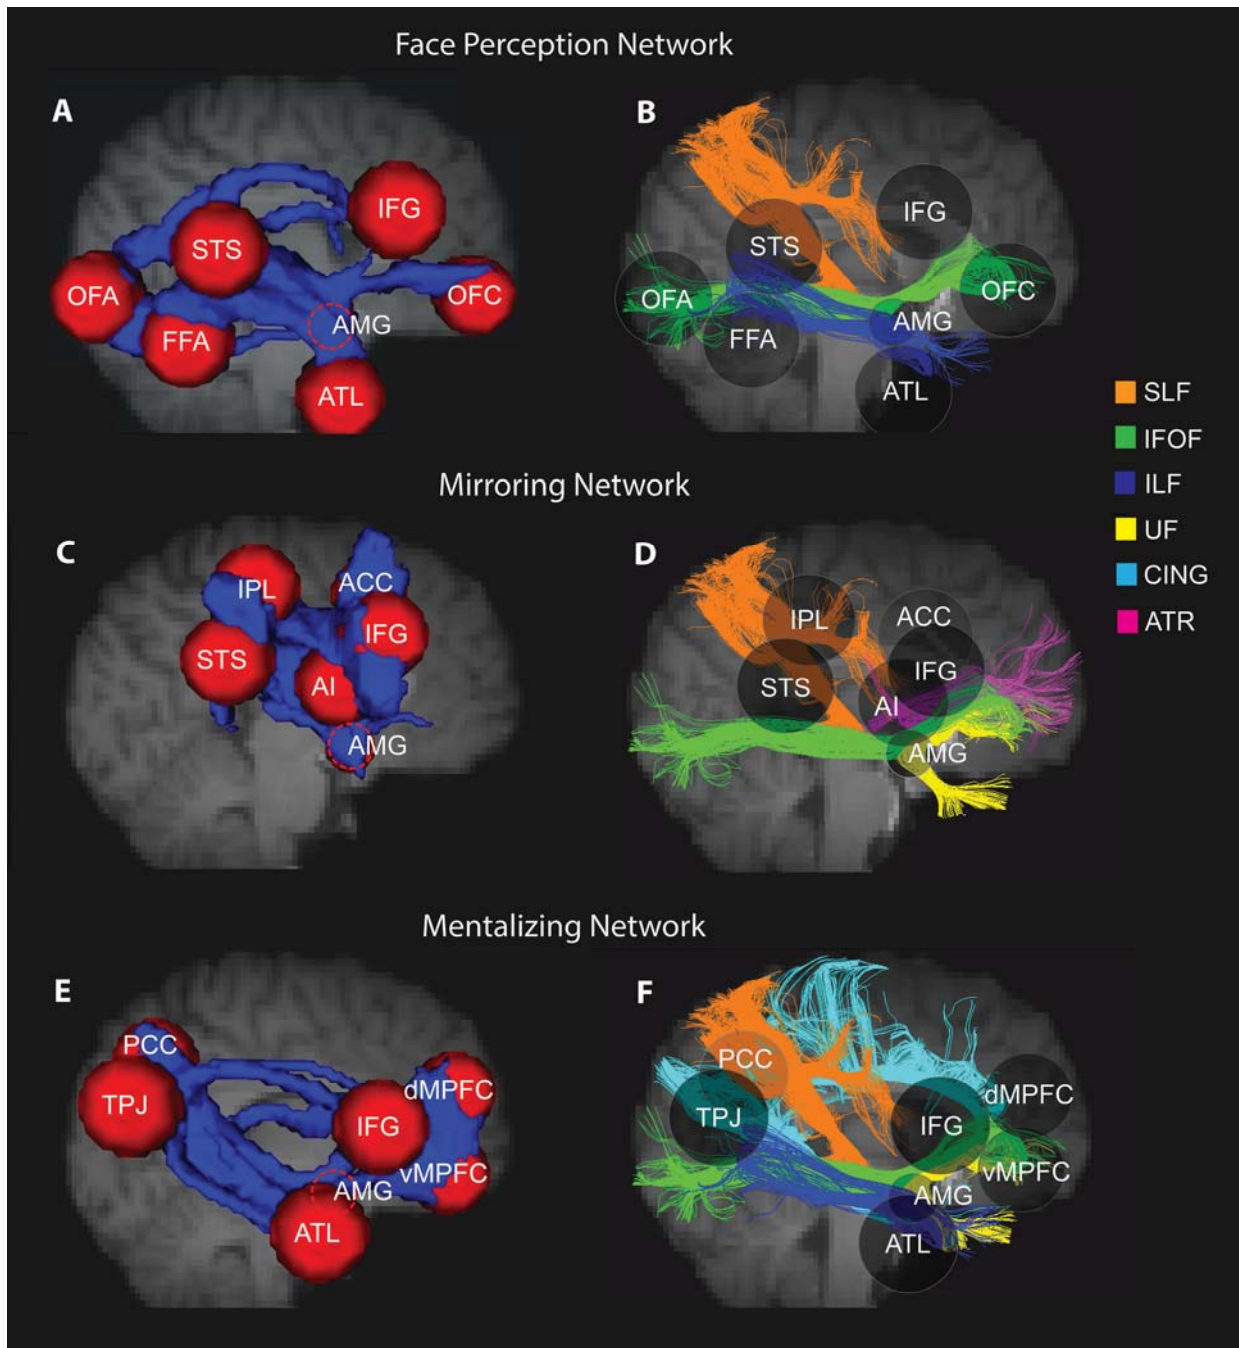 Face Perception Network
A
IFG
STS
OFA
OFC
AMG
FFA
ATL
B
IFG
STS
OFA
OFC
AMG
FFA
ATL
SLF
IFOF
ILF
UF
CING
ATR
Mirroring Network
C
IPL
ACC
IFG
STS
AI
AMG
D
IPL
ACC
IFG
STS
AI
AMG
Mentalizing Network
E
PCC
dMPFC
TPJ
IFG
vMPFC
AMG
ATL
F
PCC
dMPFC
TPJ
IFG
vMPFC
AMG
ATL